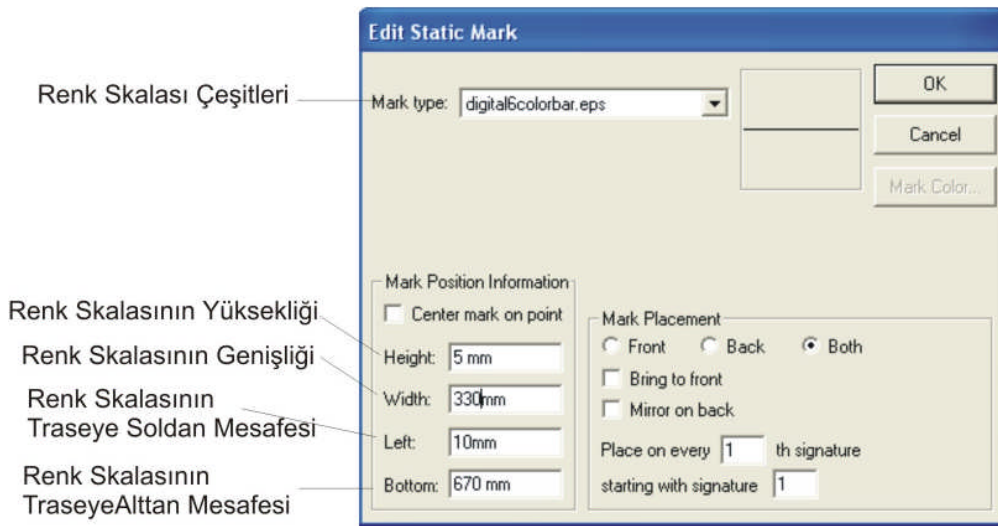 Edit Static Mark
Renk Skalası Çeşitleri
Mark type: digital6colorbar.eps
OK
Cancel
Mark Color...
Mark Position Information
Center mark on point
Renk Skalasının Yüksekliği
Height: 5 mm
Renk Skalasının Genişliği
Width: 330mm
Renk Skalasının
Traseye Soldan Mesafesi
Left: 10mm
Renk Skalasının
TraseyeAlttan Mesafesi
Bottom: 670 mm
Mark Placement
Front Back Both
Bring to front
Mirror on back
Place on every 1 th signature
starting with signature 1